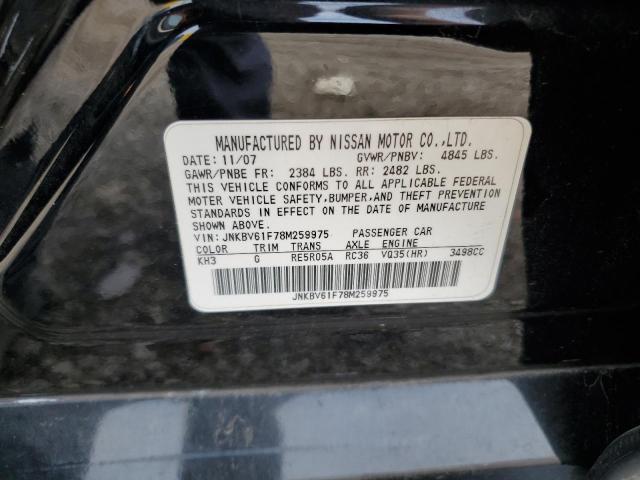 MANUFACTURED BY NISSAN MOTOR CO.,LTD.
DATE: 11/07 GVWR/PNBV: 4845 LBS.
GAWR/PNBE FR: 2384 LBS. RR: 2482 LBS.
THIS VEHICLE CONFORMS TO ALL APPLICABLE FEDERAL
MOTOR VEHICLE SAFETY,BUMPER,AND THEFT PREVENTION
STANDARDS IN EFFECT ON THE DATE OF MANUFACTURE
SHOWN ABOVE.
VIN: JNKBV61F78M259975 PASSENGER CAR
COLOR TRIM TRANS AXLE ENGINE
KH3 G RE5R05A RC36 VQ35(HR) 3498CC
JNKBV61F78M259975